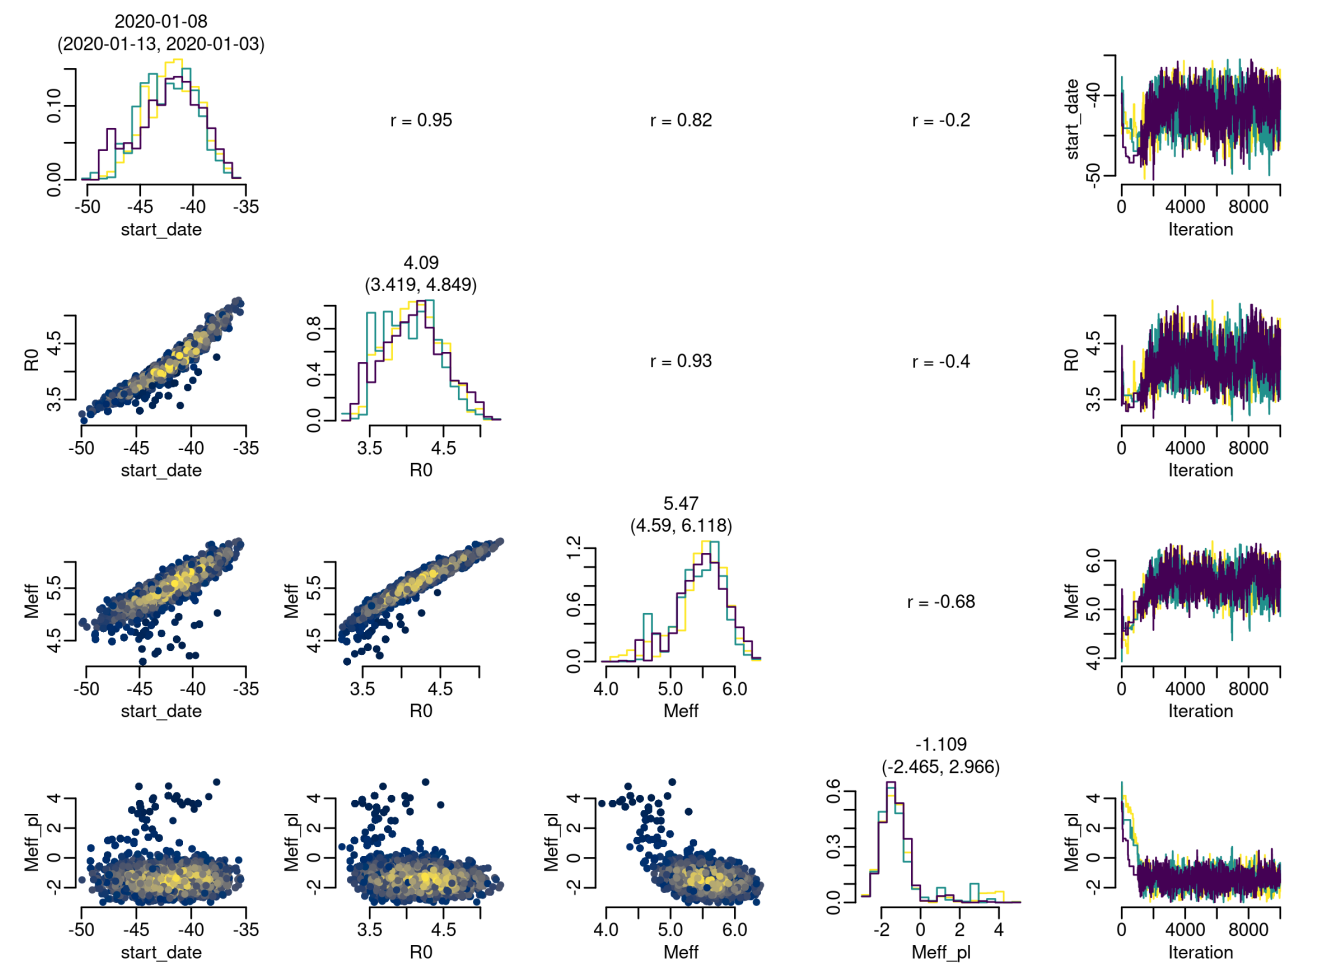 2020-01-08
(2020-01-13, 2020-01-03)
0.00 0.10
-50 -45 -40 -35
start_date
r = 0.95
r = 0.82
r = -0.2
start_date
-50 -40
0 4000 8000
Iteration
R0
3.5 4.5
-50 -45 -40 -35
start_date
4.09
(3.419, 4.849)
0.0 0.4 0.8
3.5 4.5
R0
r = 0.93
r = -0.4
R0
3.5 4.5
0 4000 8000
Iteration
Meff
4.5 5.5
-50 -45 -40 -35
start_date
Meff
4.5 5.5
3.5 4.5
R0
5.47
(4.59, 6.118)
0.0 0.6 1.2
4.0 5.0 6.0
Meff
r = -0.68
Meff
4.0 5.0 6.0
0 4000 8000
Iteration
Meff_pl
-2 0 2 4
-50 -45 -40 -35
start_date
Meff_pl
-2 0 2 4
3.5 4.5
R0
Meff_pl
-2 0 2 4
4.0 5.0 6.0
Meff
-1.109
(-2.465, 2.966)
0.0 0.3 0.6
-2 0 2 4
Meff_pl
Meff_pl
-2 0 2 4
0 4000 8000
Iteration